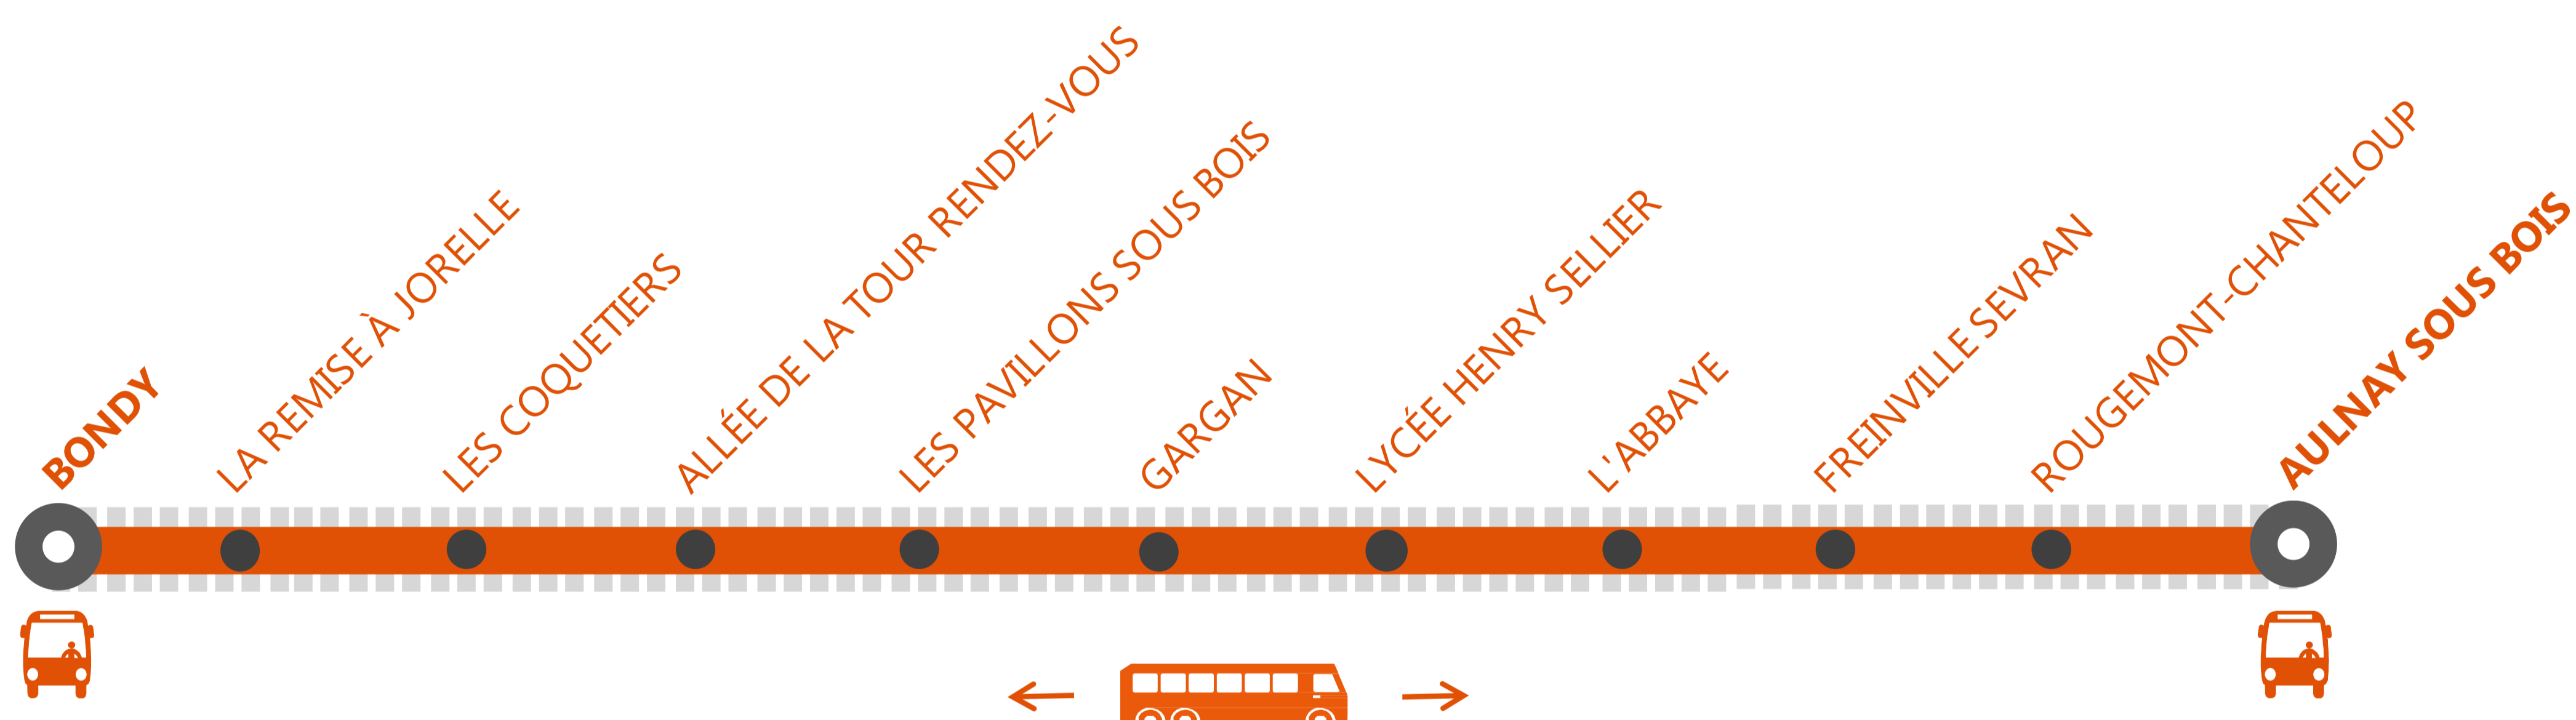 BONDY
LA REMISE À JORELLE
LES COQUETIERS
ALLÉE DE LA TOUR RENDEZ-VOUS
LES PAVILLONS SOUS BOIS
GARGAN
LYCÉE HENRY SELLIER
L'ABBAYE
FREINVILLE SEVRAN
ROUGEMONT-CHANTELOUP
AULNAY SOUS BOIS